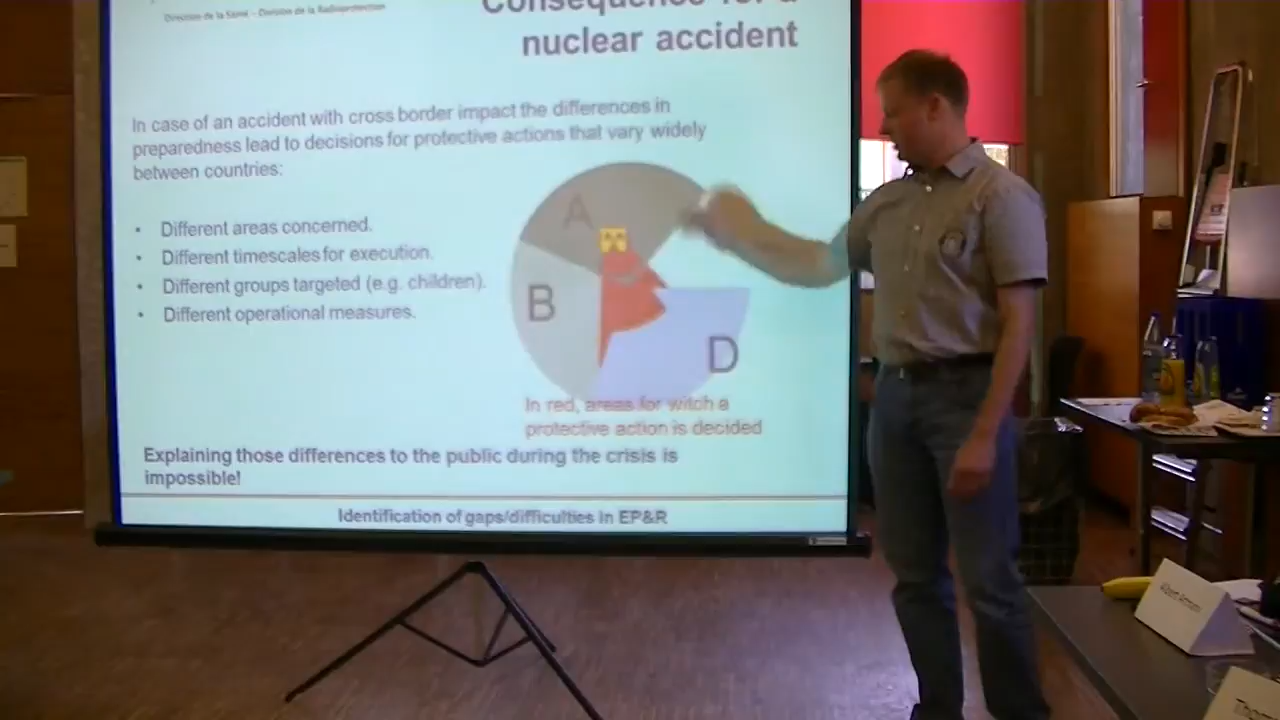 Direction de la Santé – Division de la Radioprotection
Consequence for a
nuclear accident
In case of an accident with cross border impact the differences in
preparedness lead to decisions for protective actions that vary widely
between countries:
• Different areas concerned.
• Different timescales for execution.
• Different groups targeted (e.g. children).
• Different operational measures.
A
B
D
In red, areas for witch a
protective action is decided
Explaining those differences to the public during the crisis is
impossible!
Identification of gaps/difficulties in EP&R